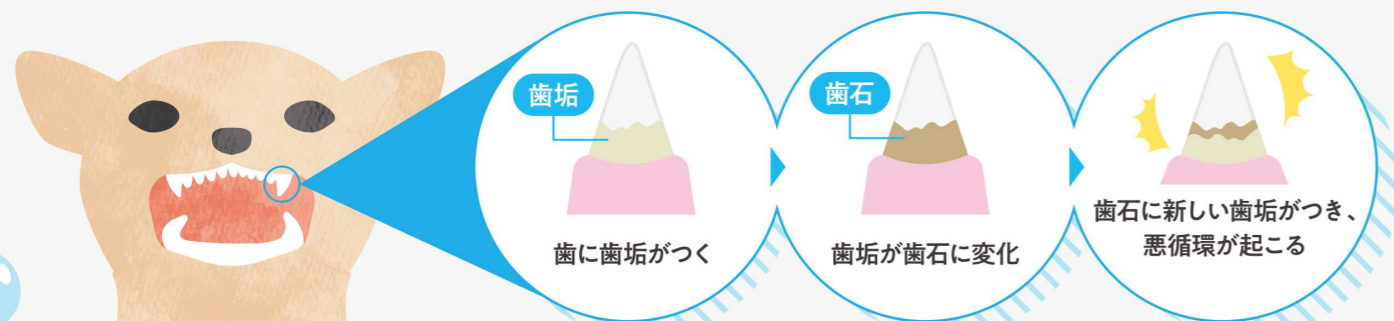 歯垢
歯に歯垢がつく
歯石
歯垢が歯石に変化
歯石に新しい歯垢がつき、
悪循環が起こる